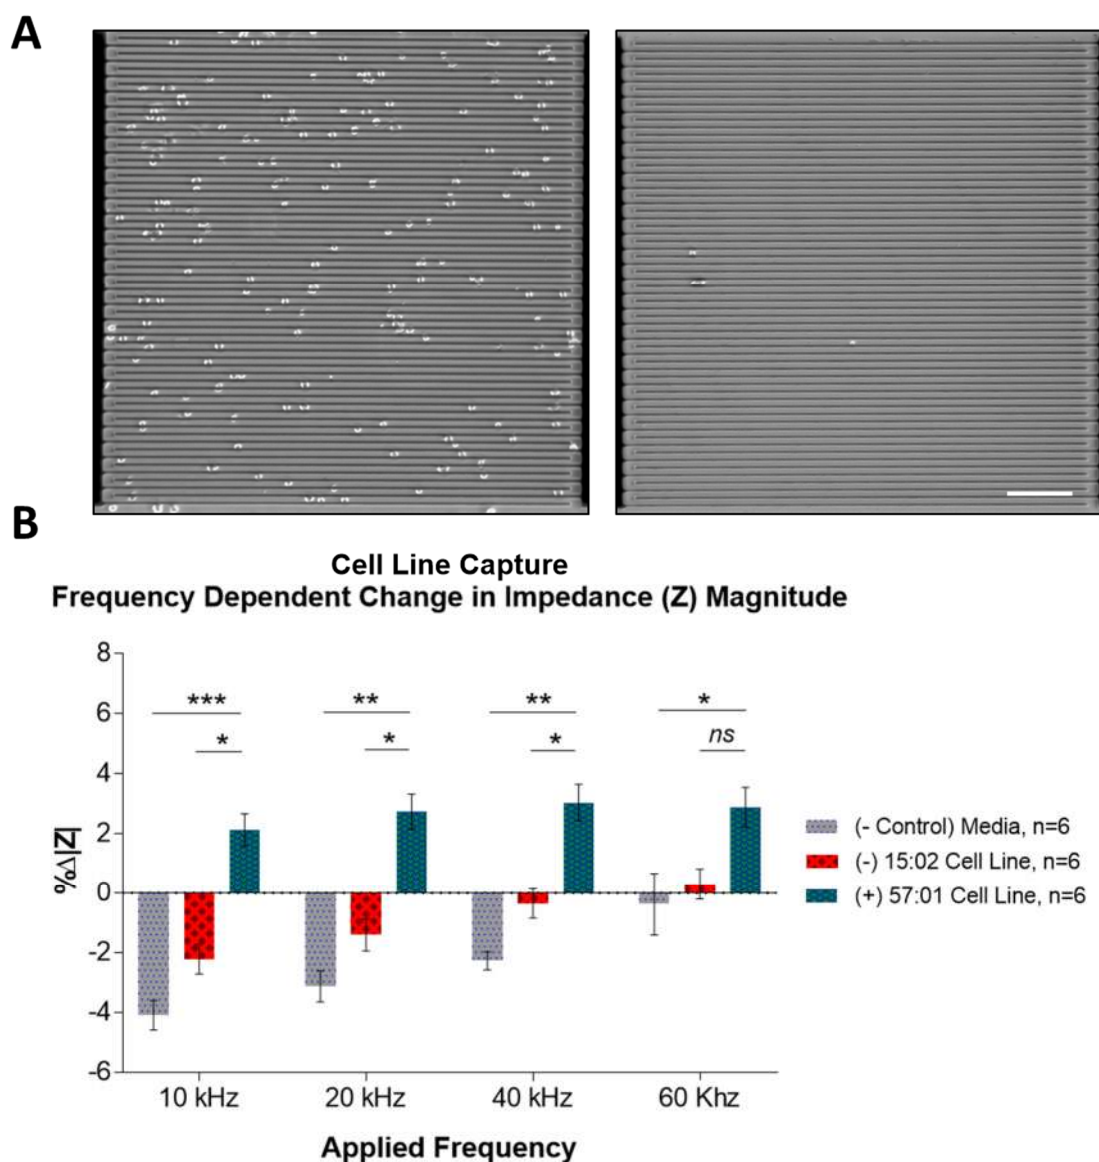 A
B
Cell Line Capture
Frequency Dependent Change in Impedance (Z) Magnitude
8
6
4
2
0
-2
-4
-6
%Δ|Z|
***
*
**
*
**
*
*
ns
(- Control) Media, n=6
(-) 15:02 Cell Line, n=6
(+) 57:01 Cell Line, n=6
10 kHz
20 kHz
40 kHz
60 Khz
Applied Frequency